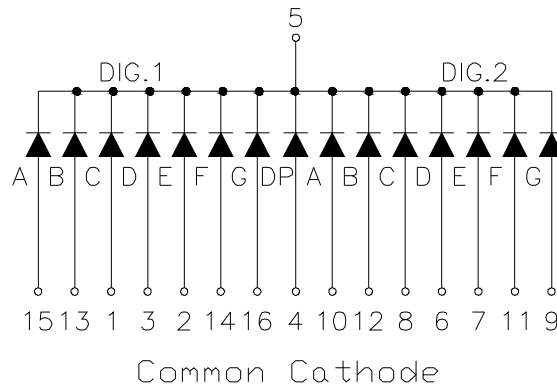 5
DIG.1 DIG.2
A B C D E F G DP A B C D E F G
15 13 1 3 2 14 16 4 10 12 8 6 7 11 9
Common Cathode